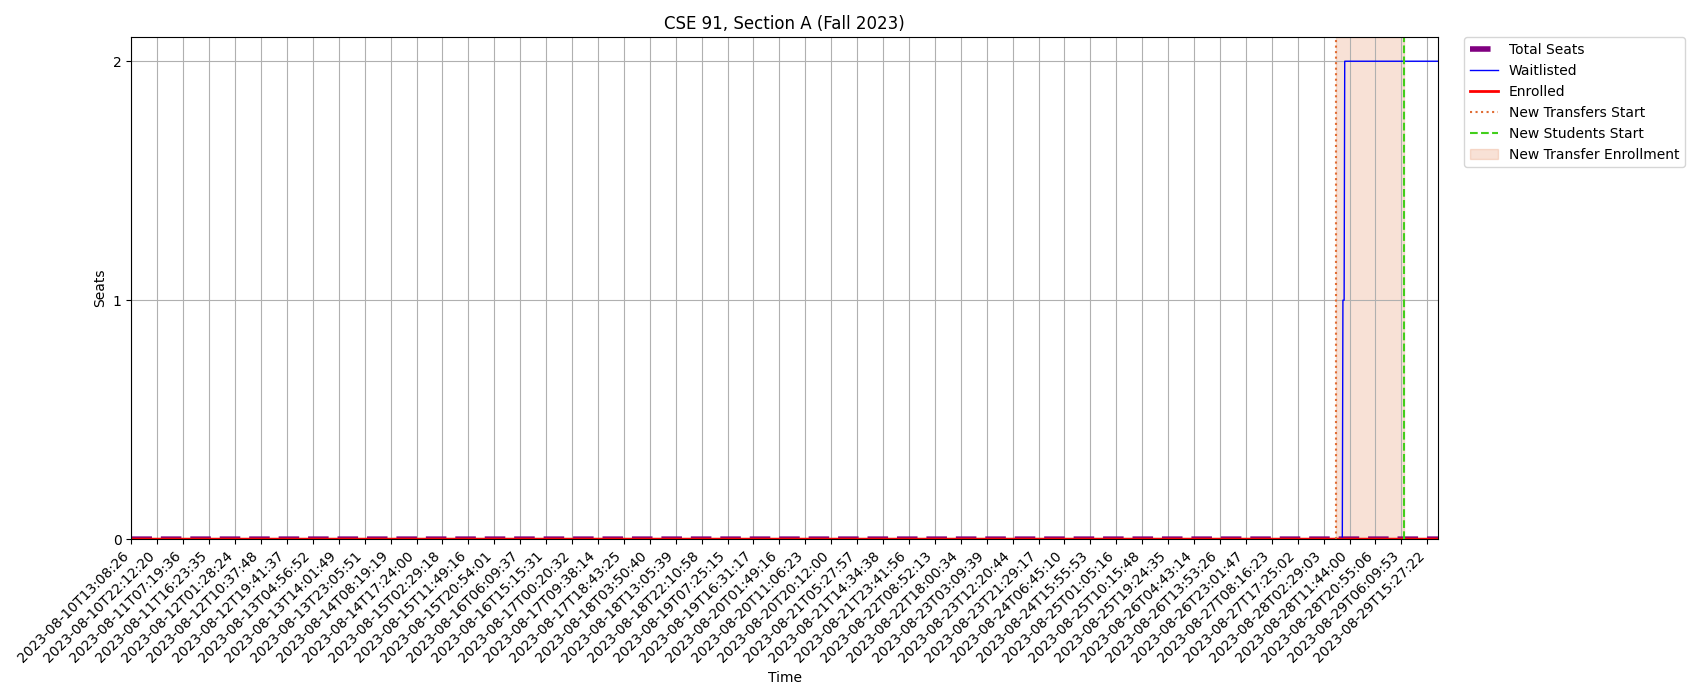 CSE 91, Section A (Fall 2023)
Total Seats
Waitlisted
Enrolled
New Transfers Start
New Students Start
New Transfer Enrollment
2
1
0
Seats
2023-08-10T13:08:26
2023-08-10T22:12:20
2023-08-11T07:19:36
2023-08-11T16:23:35
2023-08-12T01:28:24
2023-08-12T10:37:48
2023-08-12T19:41:37
2023-08-13T04:56:52
2023-08-13T14:01:49
2023-08-13T23:05:51
2023-08-14T08:19:19
2023-08-14T17:24:00
2023-08-15T02:29:18
2023-08-15T11:49:16
2023-08-15T20:54:01
2023-08-16T06:09:37
2023-08-16T15:15:31
2023-08-17T00:20:32
2023-08-17T09:38:14
2023-08-17T18:43:25
2023-08-18T03:50:40
2023-08-18T13:05:39
2023-08-18T22:10:58
2023-08-19T07:25:15
2023-08-19T16:31:17
2023-08-20T01:49:16
2023-08-20T11:06:23
2023-08-20T20:12:00
2023-08-21T05:27:57
2023-08-21T14:34:38
2023-08-21T23:41:56
2023-08-22T08:52:13
2023-08-22T18:00:34
2023-08-23T03:09:39
2023-08-23T12:20:44
2023-08-23T21:29:17
2023-08-24T06:45:10
2023-08-24T15:55:53
2023-08-25T01:05:16
2023-08-25T10:15:48
2023-08-25T19:24:35
2023-08-26T04:43:14
2023-08-26T13:53:26
2023-08-26T23:01:47
2023-08-27T08:16:23
2023-08-27T17:25:02
2023-08-28T02:29:03
2023-08-28T11:44:00
2023-08-28T20:55:06
2023-08-29T06:09:53
2023-08-29T15:27:22
Time